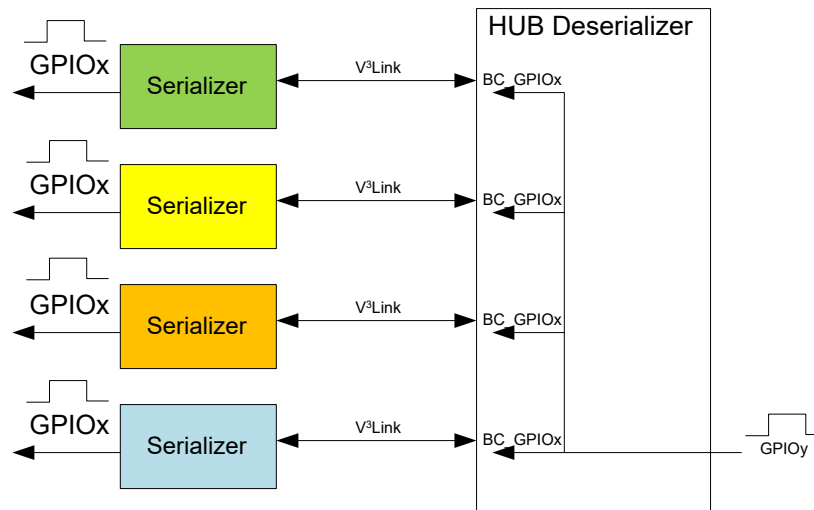 HUB Deserializer
GPIOx
Serializer
V³Link
BC_GPIOx
GPIOx
Serializer
V³Link
BC_GPIOx
GPIOx
Serializer
V³Link
BC_GPIOx
GPIOx
Serializer
V³Link
BC_GPIOx
GPIOy